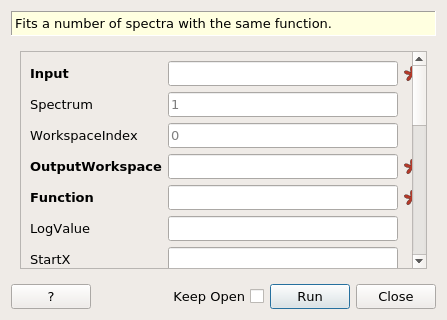 Fits a number of spectra with the same function.
Input
Spectrum 1
WorkspaceIndex 0
OutputWorkspace
Function
LogValue
StartX
? Keep Open Run Close